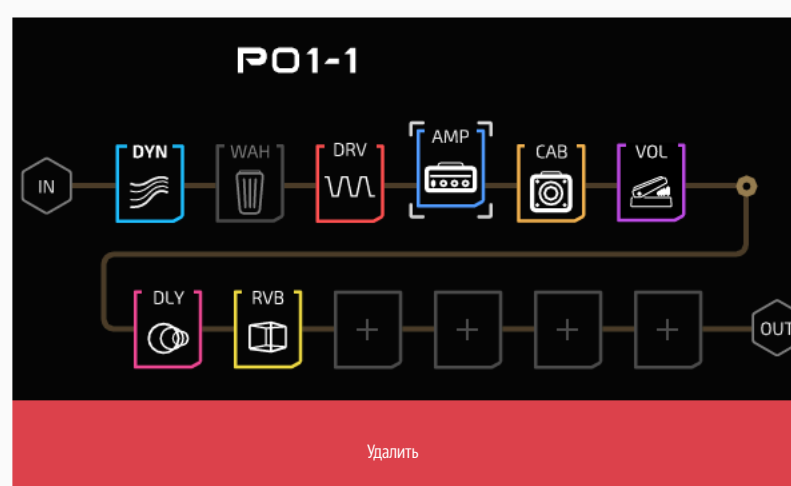 P01-1
IN DYN WAH DRV AMP CAB VOL
DLY RVB + + + + OUT
Удалить